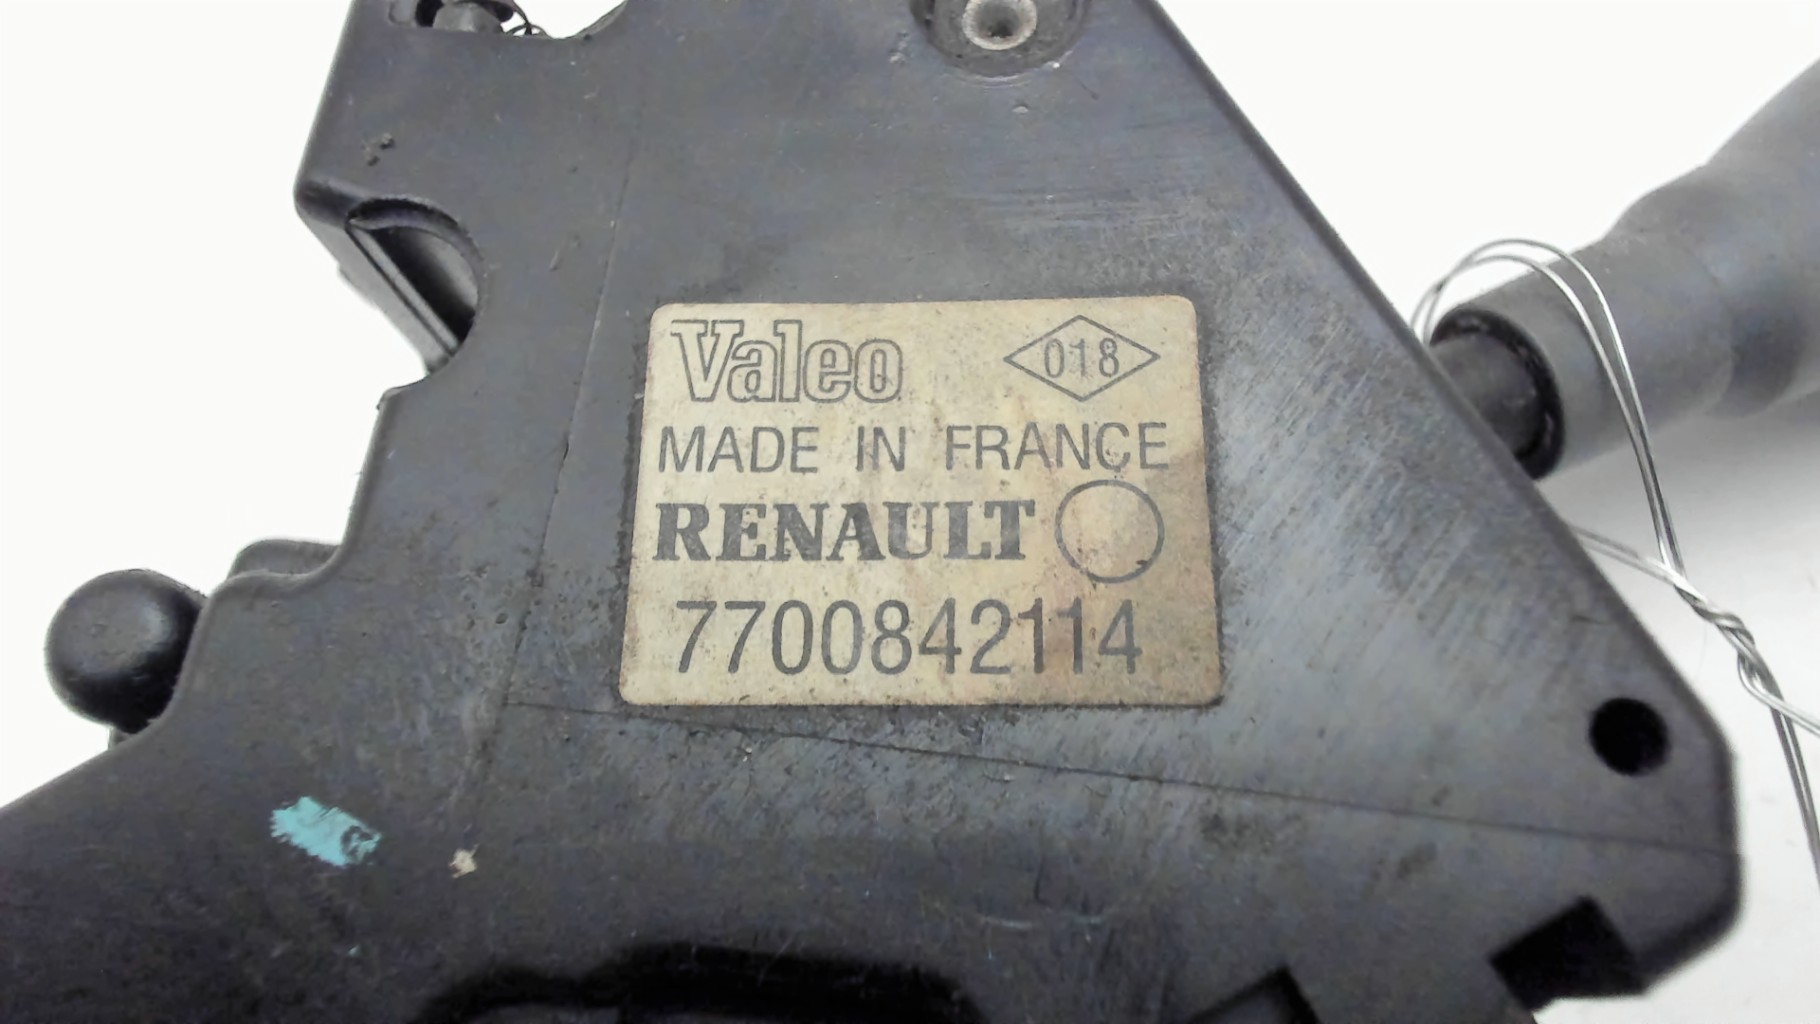 Valeo 018
MADE IN FRANCE
RENAULT
7700842114